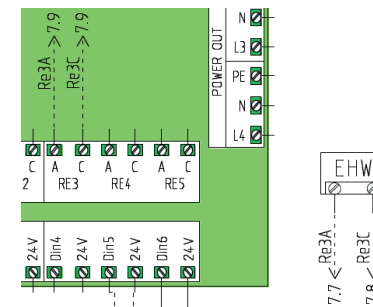 Re3A >7.9
Re3C >7.9
POWER OUT
N
L3
PE
N
L4
C A C A C A C
2 RE3 RE4 RE5
24V Din4 24V Din5 24V Din6 24V
EHW
7.7 < Re3A
7.8 < Re3C